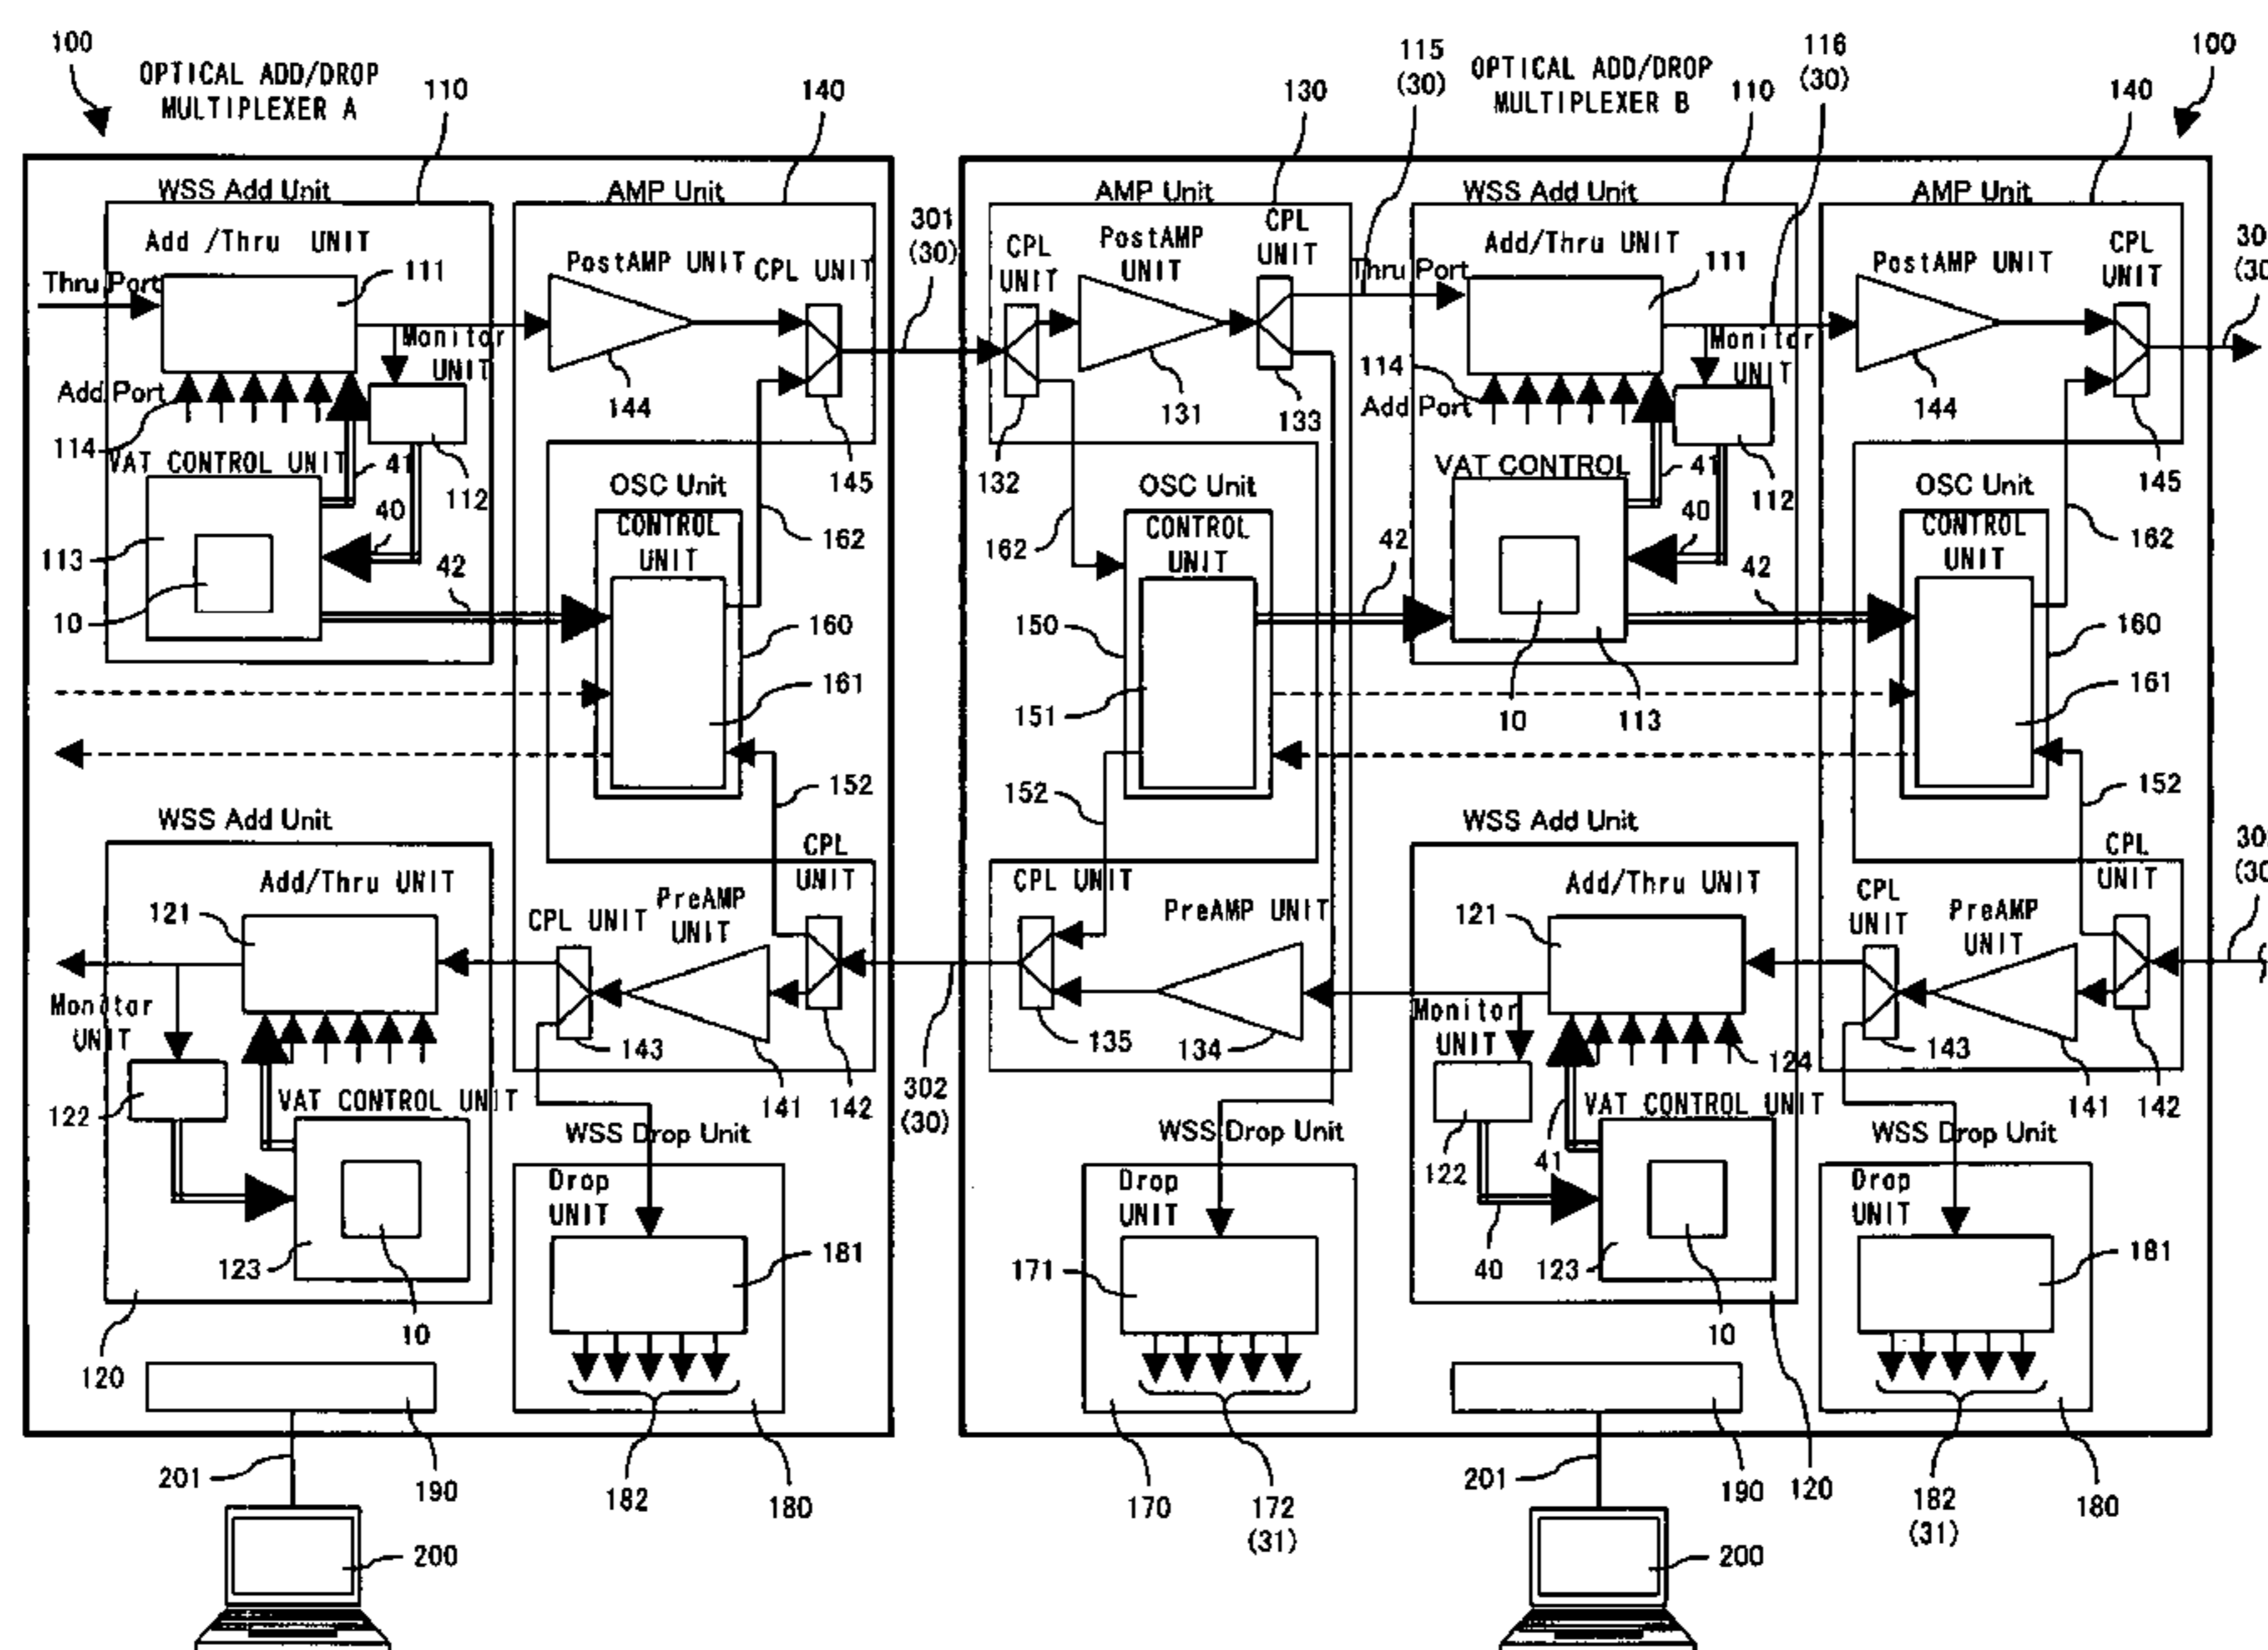 100
OPTICAL ADD/DROP
MULTIPLEXER A
110
140
130
115
(30)
OPTICAL ADD/DROP
MULTIPLEXER B
110
116
(30)
140
100
WSS Add Unit
AMP Unit
AMP Unit
WSS Add Unit
AMP Unit
Add /Thru UNIT
PostAMP UNIT
CPL UNIT
301
(30)
CPL
UNIT
PostAMP
UNIT
CPL
UNIT
Add/Thru UNIT
PostAMP UNIT
CPL
UNIT
30
(30
Thru Port
111
Thru Port
111
Monitor
UNIT
Monitor
UNIT
Add Port
114
144
131
133
114
Add Port
144
114
VAT CONTROL UNIT
41
112
145
132
VAT CONTROL
41
112
145
OSC Unit
OSC Unit
OSC Unit
CONTROL
UNIT
CONTROL
UNIT
CONTROL
UNIT
113
40
42
162
162
42
40
42
162
10
160
150
160
161
151
10
113
161
152
152
152
WSS Add Unit
CPL
UNIT
WSS Add Unit
CPL
UNIT
Add/Thru UNIT
PreAMP
UNIT
CPL UNIT
CPL UNIT
PreAMP UNIT
Add/Thru UNIT
CPL
UNIT
PreAMP
UNIT
30
(30
121
121
Monitor
UNIT
143
135
134
Monitor
UNIT
124
143
122
VAT CONTROL UNIT
141
142
302
(30)
VAT CONTROL UNIT
141
142
WSS Drop Unit
WSS Drop Unit
WSS Drop Unit
122
41
Drop
UNIT
Drop
UNIT
Drop
UNIT
123
181
171
40
123
181
10
10
120
201
190
182
180
170
172
(31)
201
190
120
182
(31)
180
200
200